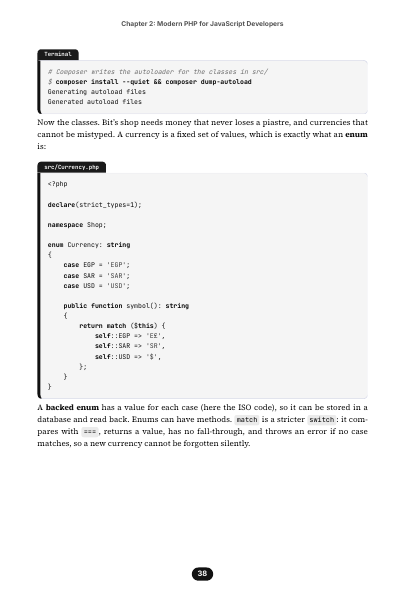 Chapter 2: Modern PHP for JavaScript Developers
Terminal
# Composer writes the autoloader for the classes in src/
$ composer install --quiet && composer dump-autoload
Generating autoload files
Generated autoload files
Now the classes. Bit's shop needs money that never loses a piastre, and currencies that
cannot be mistyped. A currency is a fixed set of values, which is exactly what an enum
is:
src/Currency.php
<?php
declare(strict_types=1);
namespace Shop;
enum Currency: string
{
    case EGP = 'EGP';
    case SAR = 'SAR';
    case USD = 'USD';
    public function symbol(): string
    {
        return match ($this) {
            self::EGP => 'E£',
            self::SAR => 'SR',
            self::USD => '$',
        };
    }
}
A backed enum has a value for each case (here the ISO code), so it can be stored in a
database and read back. Enums can have methods. match is a stricter switch: it com-
pares with ===, returns a value, has no fall-through, and throws an error if no case
matches, so a new currency cannot be forgotten silently.
38